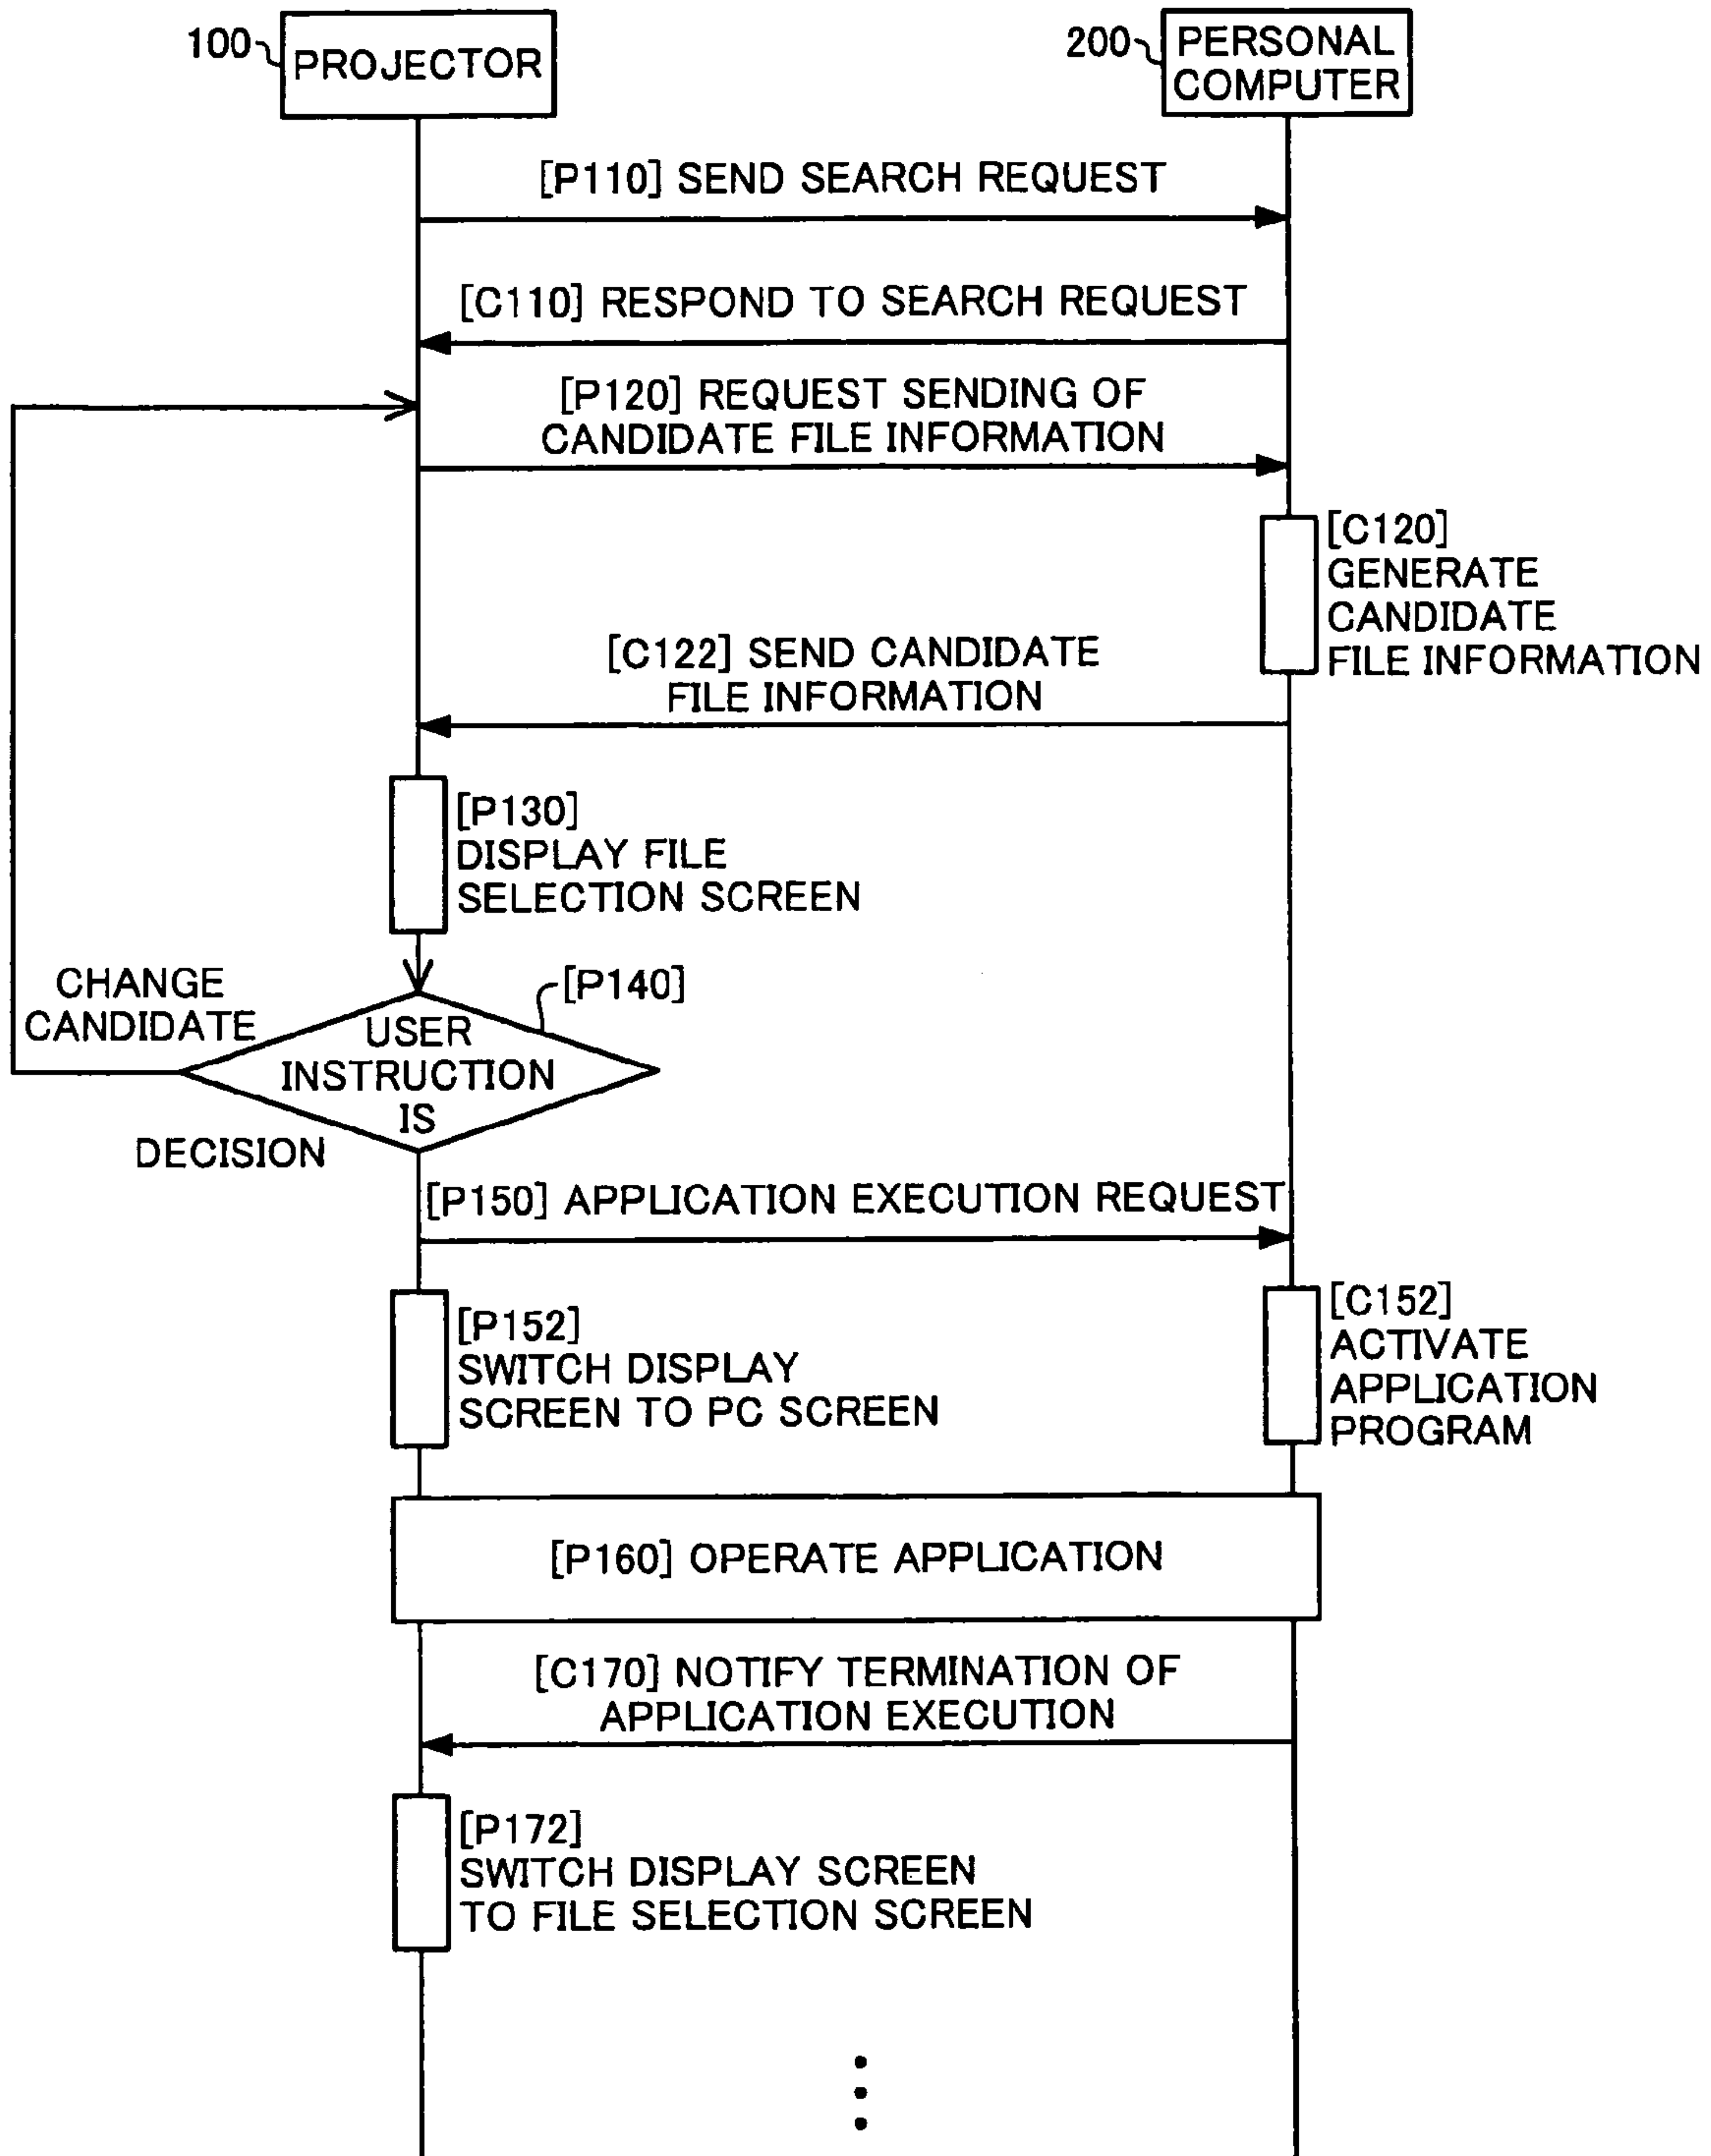 100
PROJECTOR
200
PERSONAL
COMPUTER
[P110] SEND SEARCH REQUEST
[C110] RESPOND TO SEARCH REQUEST
[P120] REQUEST SENDING OF
CANDIDATE FILE INFORMATION
[C120]
GENERATE
CANDIDATE
FILE INFORMATION
[C122] SEND CANDIDATE
FILE INFORMATION
[P130]
DISPLAY FILE
SELECTION SCREEN
CHANGE
CANDIDATE
[P140]
USER
INSTRUCTION
IS
DECISION
[P150] APPLICATION EXECUTION REQUEST
[P152]
SWITCH DISPLAY
SCREEN TO PC SCREEN
[C152]
ACTIVATE
APPLICATION
PROGRAM
[P160] OPERATE APPLICATION
[C170] NOTIFY TERMINATION OF
APPLICATION EXECUTION
[P172]
SWITCH DISPLAY SCREEN
TO FILE SELECTION SCREEN